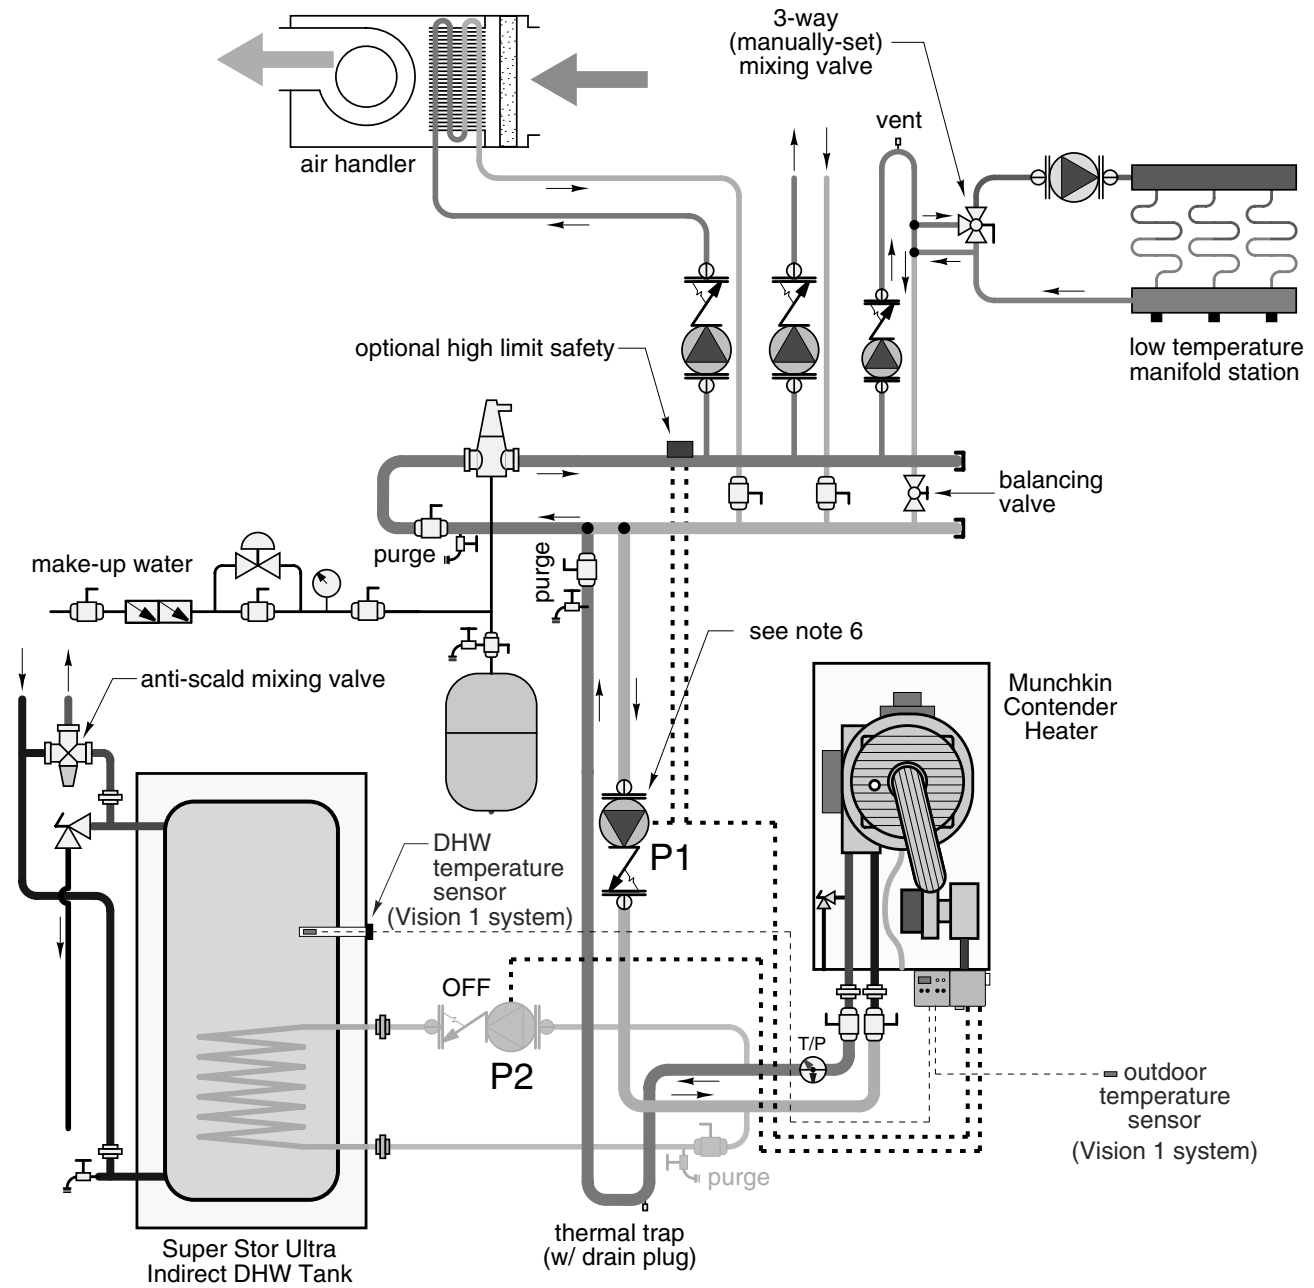 3-way
(manually-set)
mixing valve
vent
air handler
optional high limit safety
low temperature
manifold station
balancing
valve
purge
purge
make-up water
see note 6
anti-scald mixing valve
Munchkin
Contender
Heater
DHW
temperature
sensor
(Vision 1 system)
P1
OFF
P2
T/P
outdoor
temperature
sensor
(Vision 1 system)
purge
thermal trap
(w/ drain plug)
Super Stor Ultra
Indirect DHW Tank